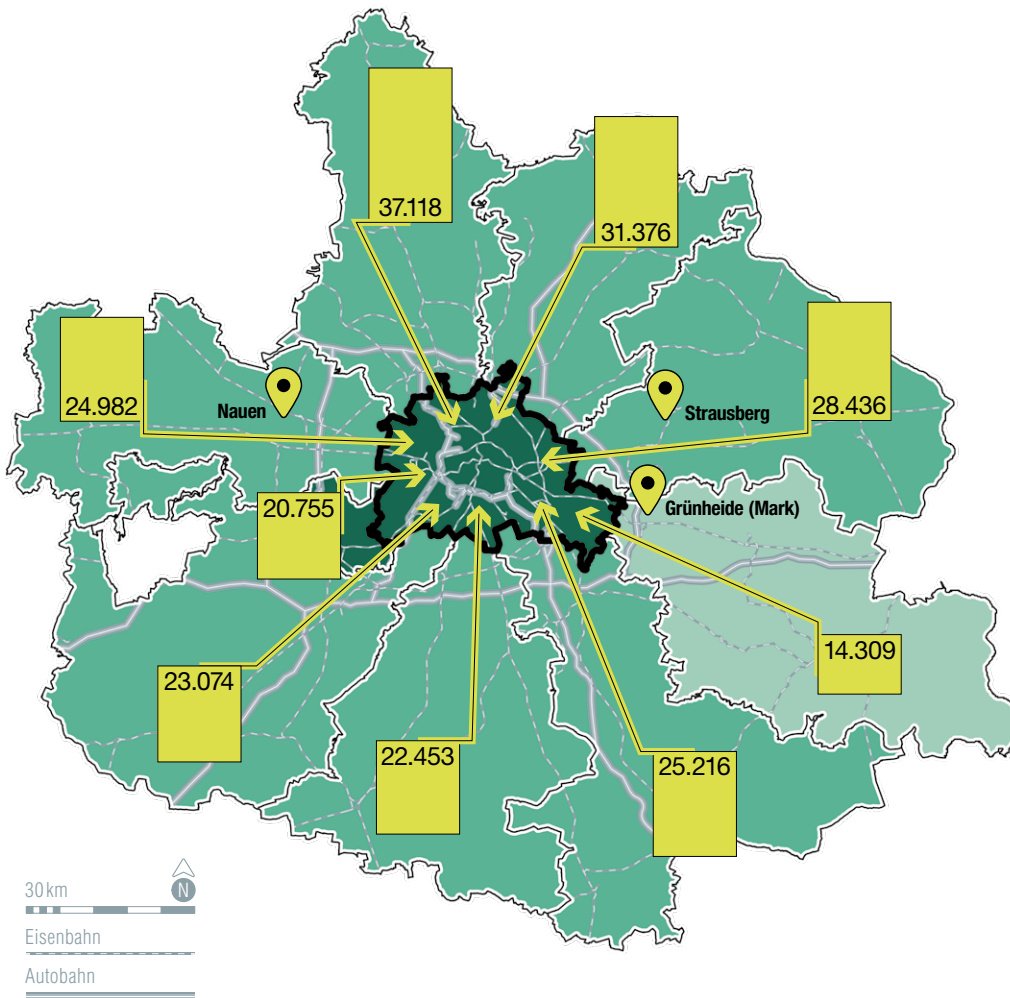 37.118
31.376
24.982
28.436
Nauen
Strausberg
20.755
Grünheide (Mark)
14.309
23.074
22.453
25.216
30 km
N
Eisenbahn
Autobahn